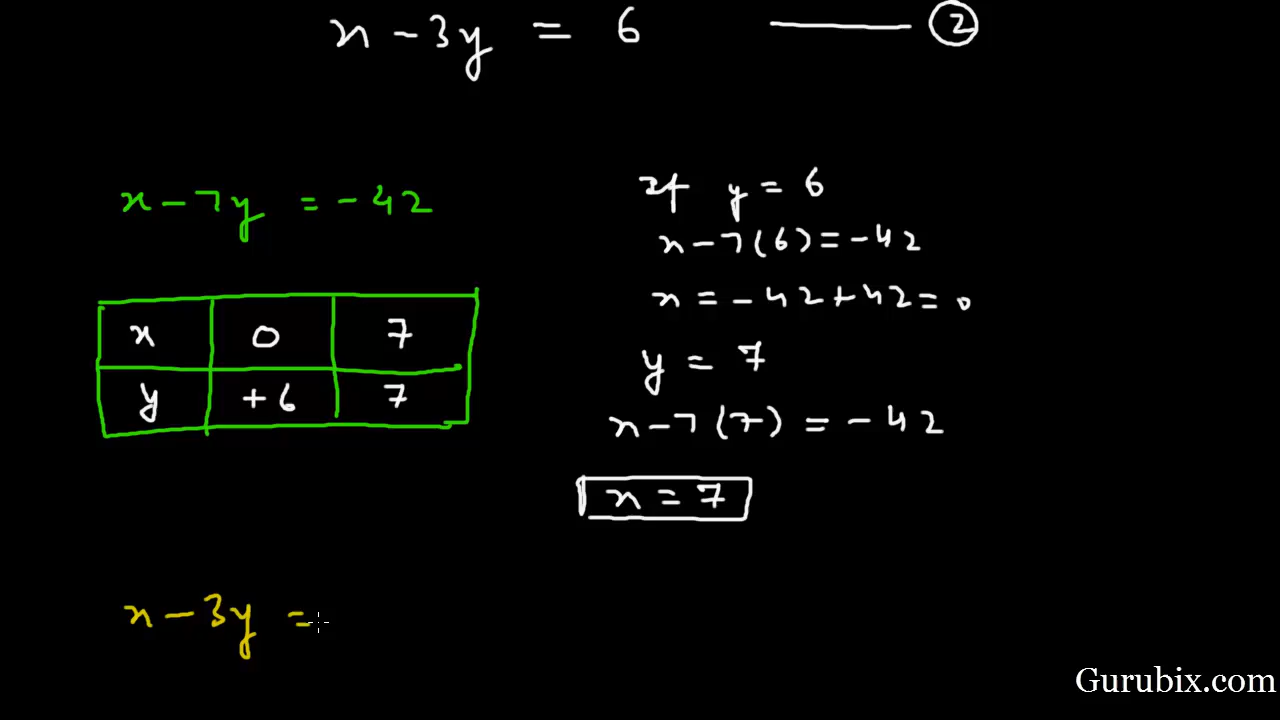 x - 3y = 6 ——— ②
x - 7y = -42
x 0 7
y +6 7
If y = 6
x - 7(6) = -42
x = -42 + 42 = 0
y = 7
x - 7(7) = -42
x = 7
x - 3y =
Gurubix.com